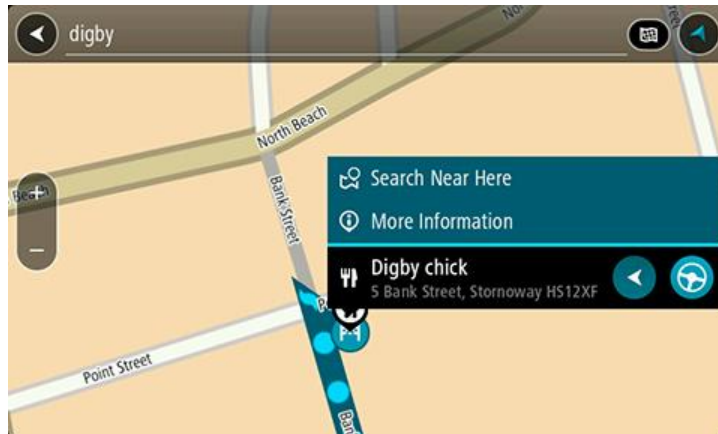 digby
North Beach
Bank Street
Search Near Here
More Information
Digby chick
5 Bank Street, Stornoway HS12XF
Point Street